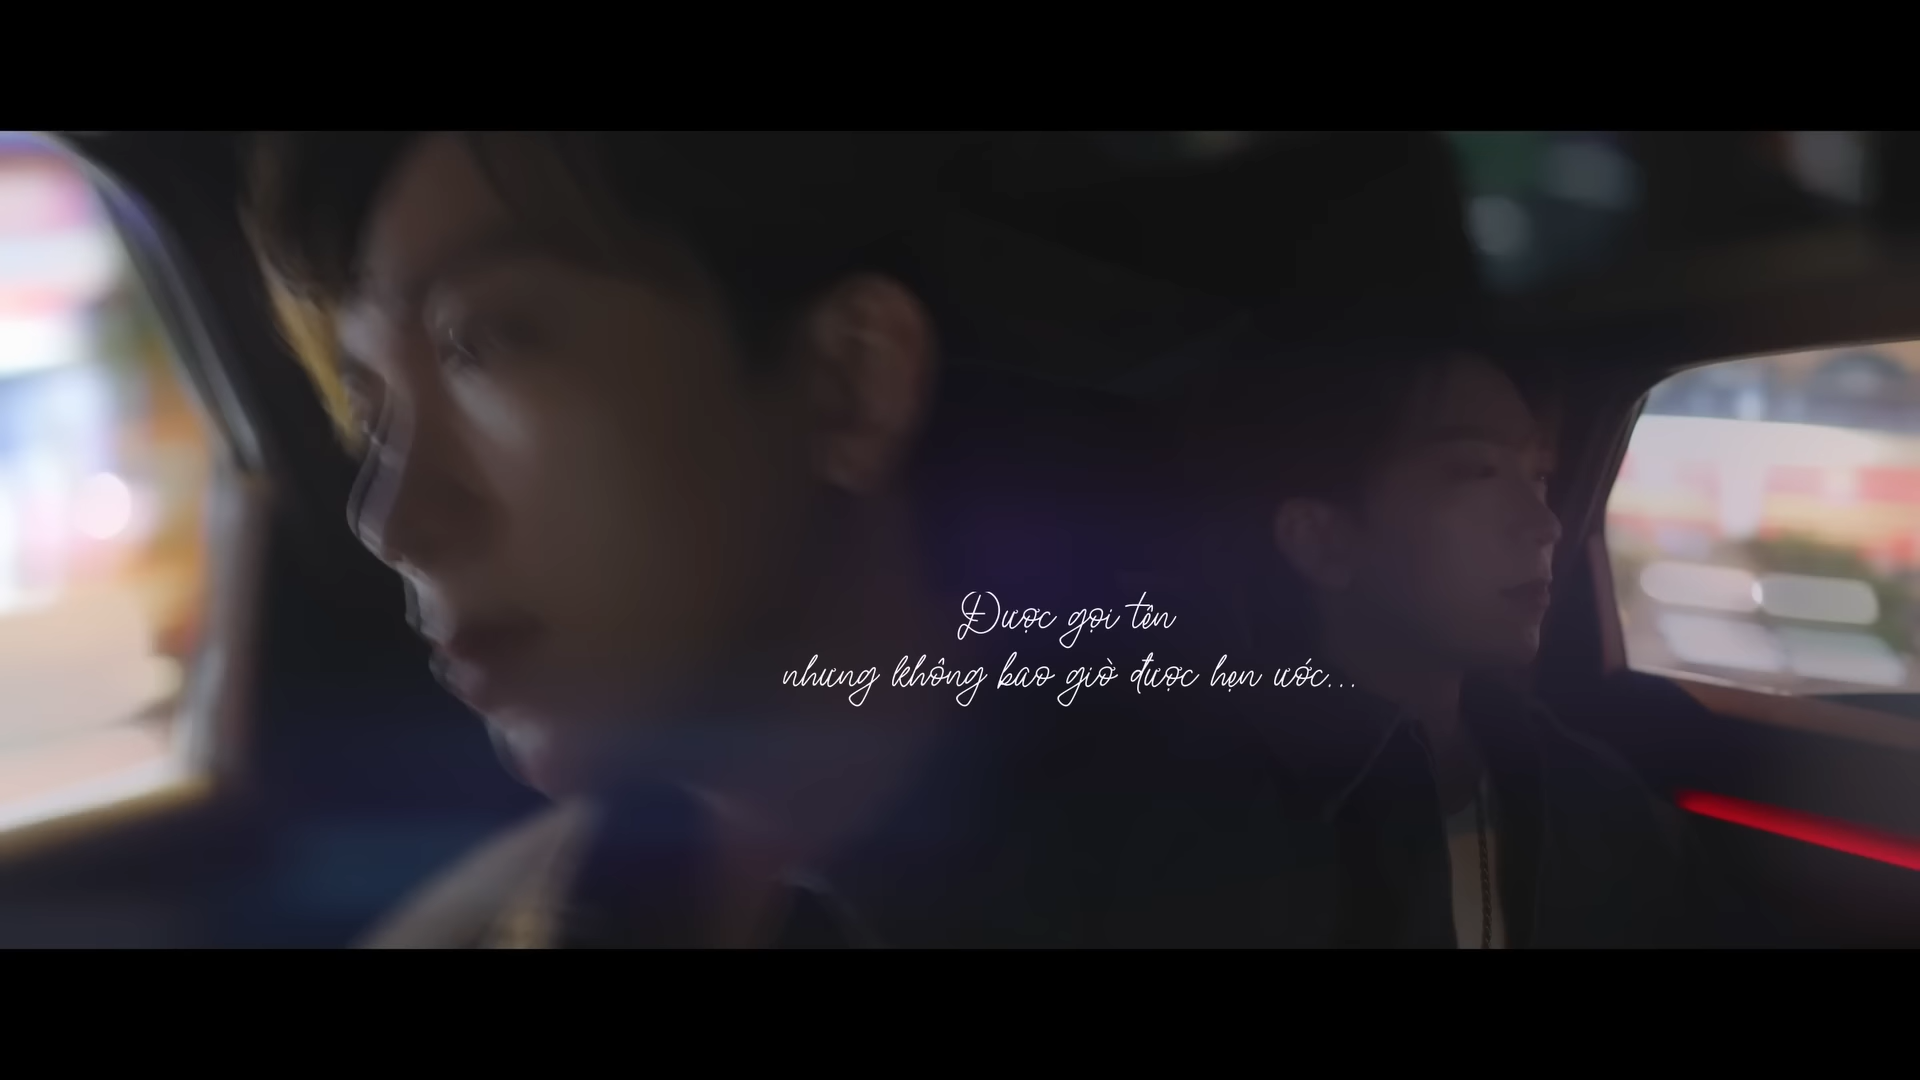 Được gọi tên
nhưng không bao giờ được hẹn ước...